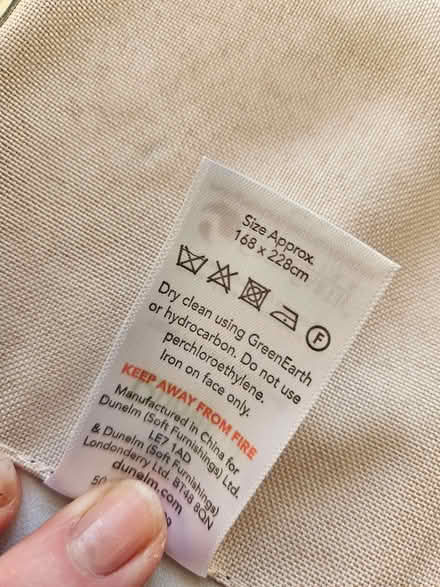 Size Approx.
168 x 228cm
F
Dry clean using GreenEarth
or hydrocarbon. Do not use
perchloroethylene.
Iron on face only.
KEEP AWAY FROM FIRE
Manufactured in China for
Dunelm (Soft Furnishings) Ltd.
LE7 1AD
& Dunelm (Soft Furnishings)
Londonderry Ltd. BT48 8QN
dunelm.com
50